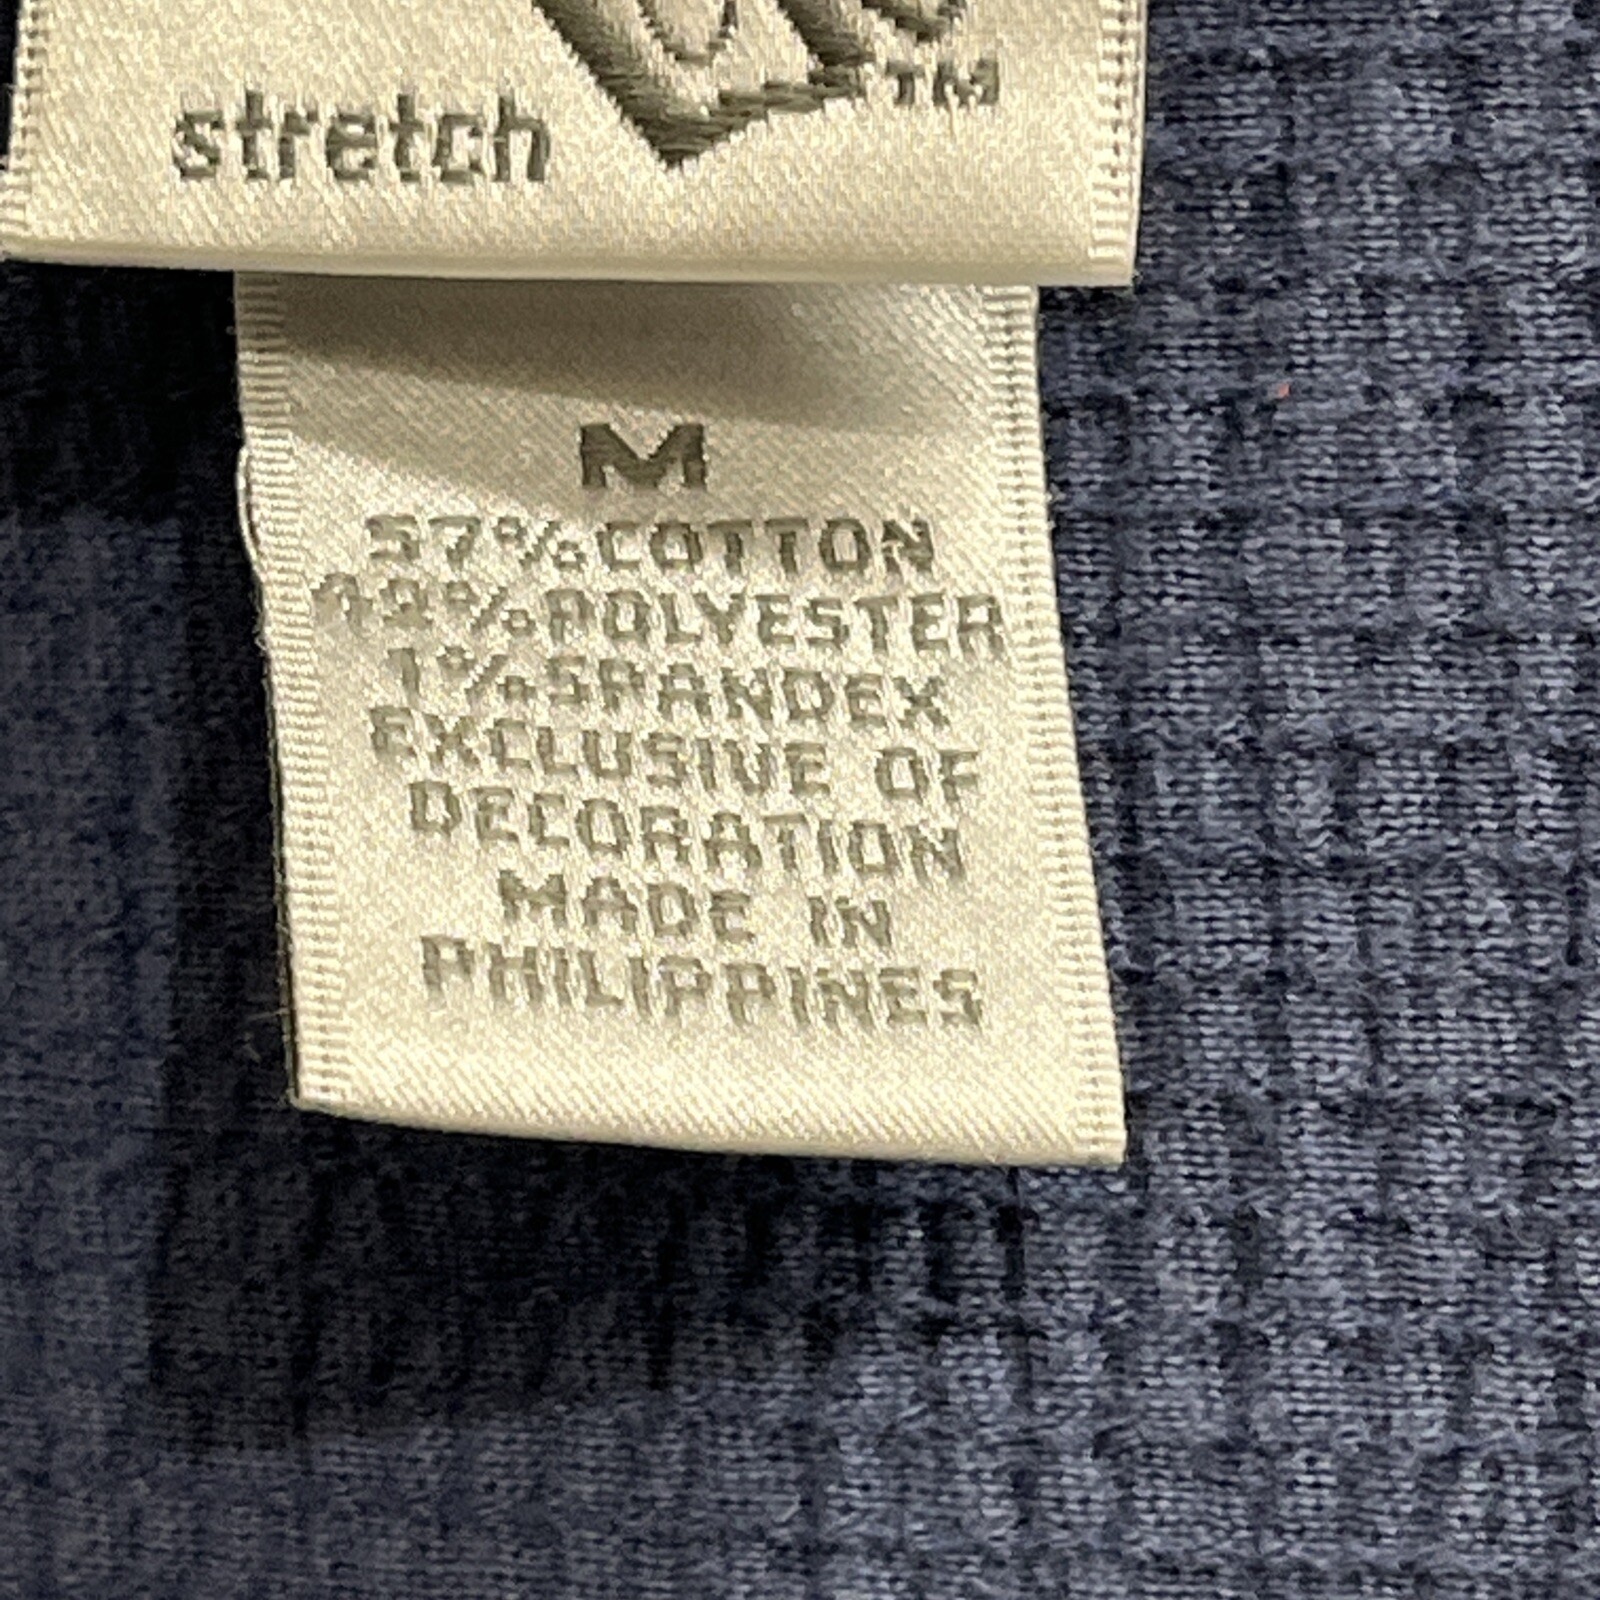 TM
stretch
M
57% COTTON
42% POLYESTER
1% SPANDEX
EXCLUSIVE OF
DECORATION
MADE IN
PHILIPPINES